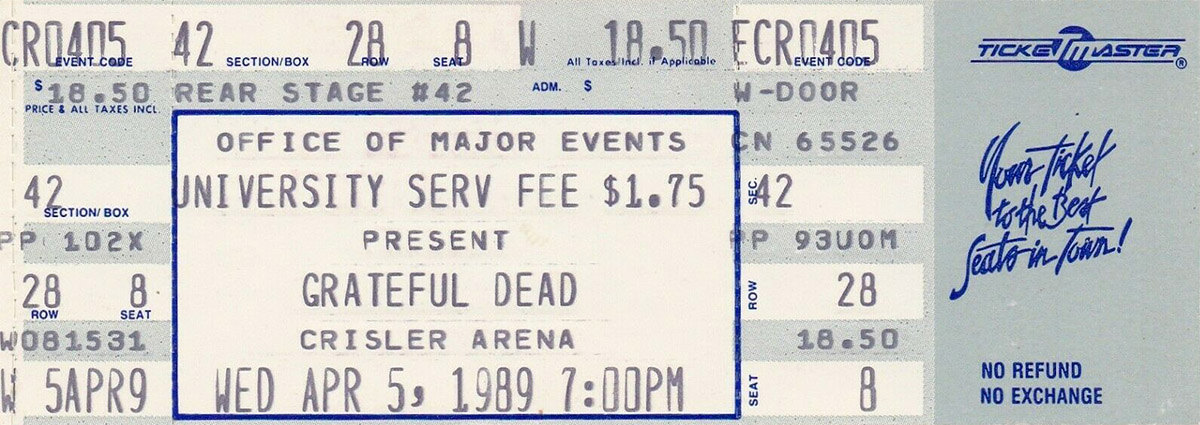 CR0405 42 28 8 W 18.50 ECR0405
EVENT CODE SECTION/BOX ROW SEAT All Taxes Incl. if Applicable EVENT CODE
$ 18.50 REAR STAGE #42 ADM. $ W-DOOR
PRICE & ALL TAXES INCL.
OFFICE OF MAJOR EVENTS CN 65526
42 UNIVERSITY SERV FEE $1.75 SEC. 42
SECTION/BOX
PP 102X PRESENT PP 93UOM
28 8 GRATEFUL DEAD ROW 28
ROW SEAT
W081531 CRISLER ARENA 18.50
W 5APR9 WED APR 5, 1989 7:00PM SEAT 8
TICKETMASTER®
Your Ticket
to the Best
Seats in Town!
NO REFUND
NO EXCHANGE